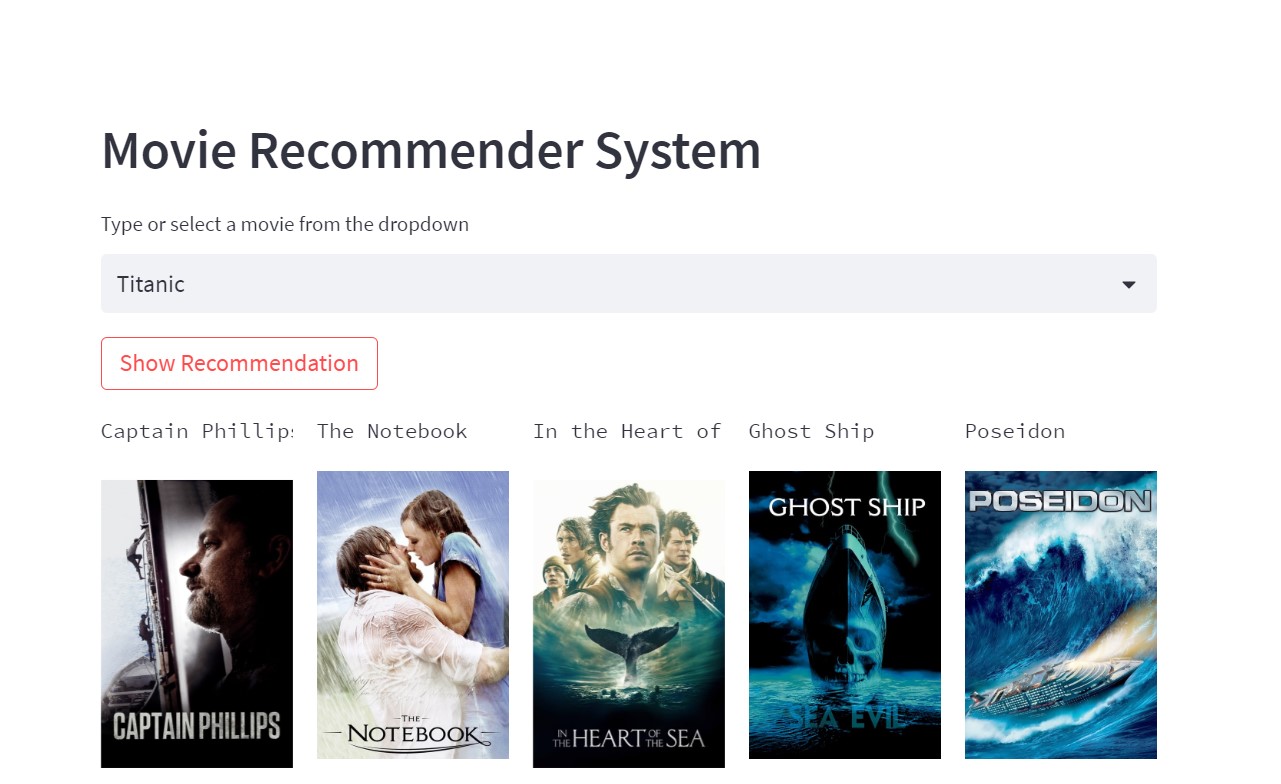 Movie Recommender System
Type or select a movie from the dropdown
Titanic
Show Recommendation
Captain Phillips
The Notebook
In the Heart of
Ghost Ship
Poseidon
CAPTAIN PHILLIPS
THE
NOTEBOOK
IN THE HEART OF THE SEA
GHOST SHIP
SEA EVIL
POSEIDON